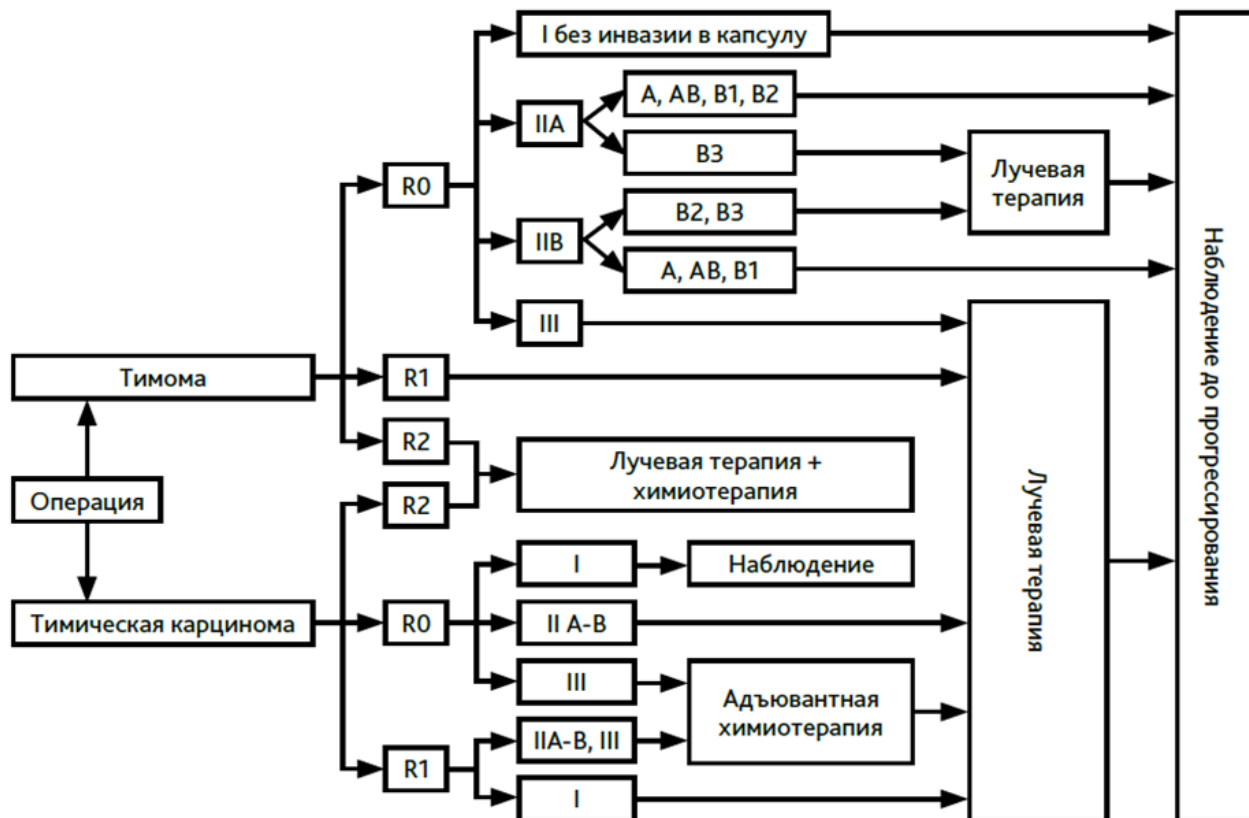 I без инвазии в капсулу
IIA
A, AB, B1, B2
B3
R0
Лучевая
терапия
B2, B3
IIB
A, AB, B1
III
Тимома
R1
R2
Лучевая терапия +
химиотерапия
Операция
R2
I
Наблюдение
Тимическая карцинома
R0
II A-B
III
Адъювантная
химиотерапия
IIA-B, III
R1
I
Лучевая терапия
Наблюдение до прогрессирования